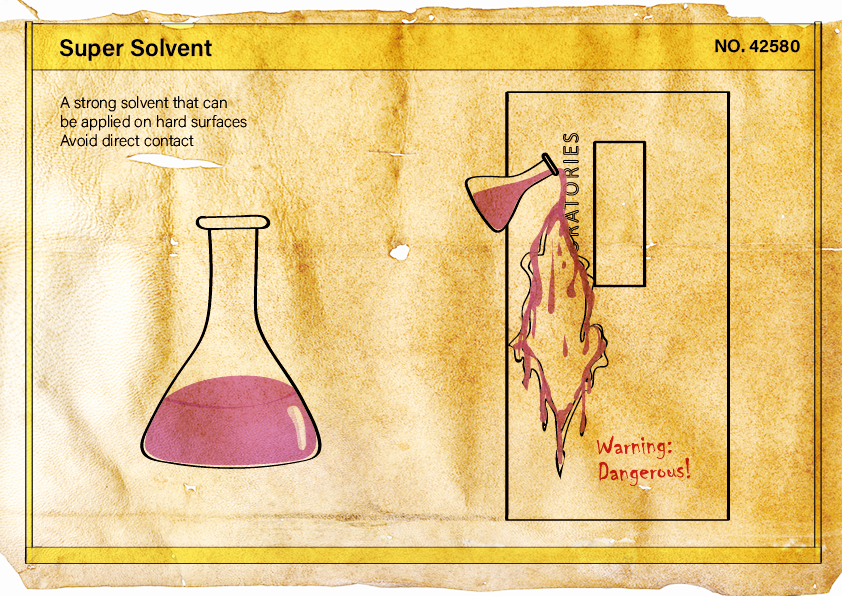 Super Solvent
NO. 42580
A strong solvent that can
be applied on hard surfaces
Avoid direct contact
RATORIES
Warning:
Dangerous!